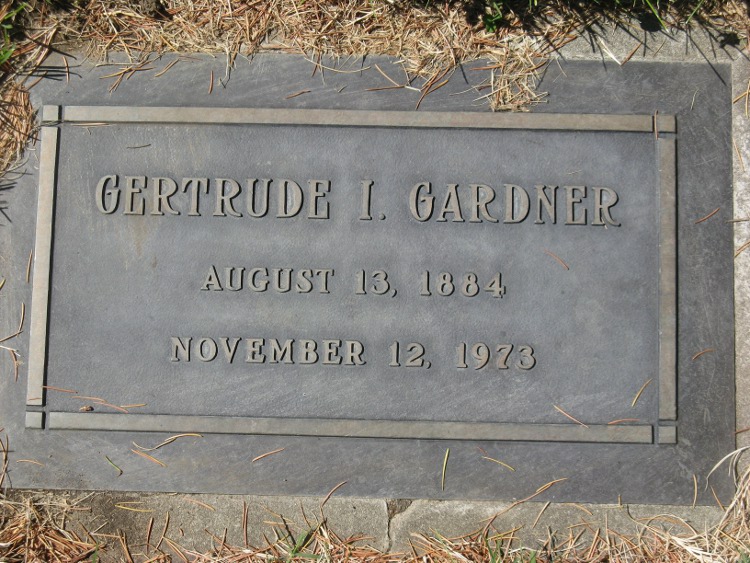 GERTRUDE I. GARDNER
AUGUST 13, 1884
NOVEMBER 12, 1973